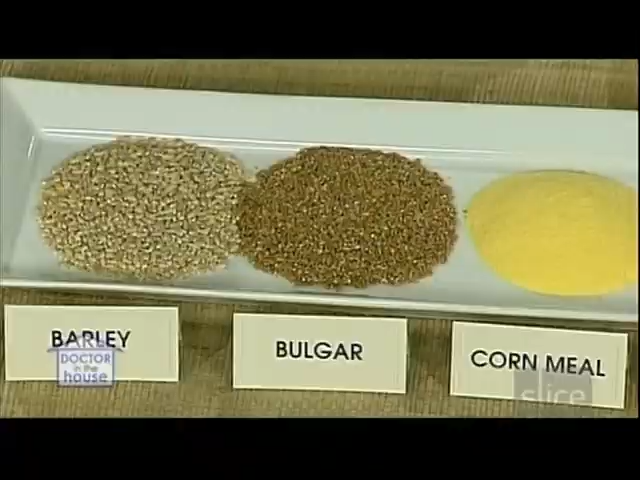 BARLEY
BULGAR
CORN MEAL
DOCTOR
in the
house
slice